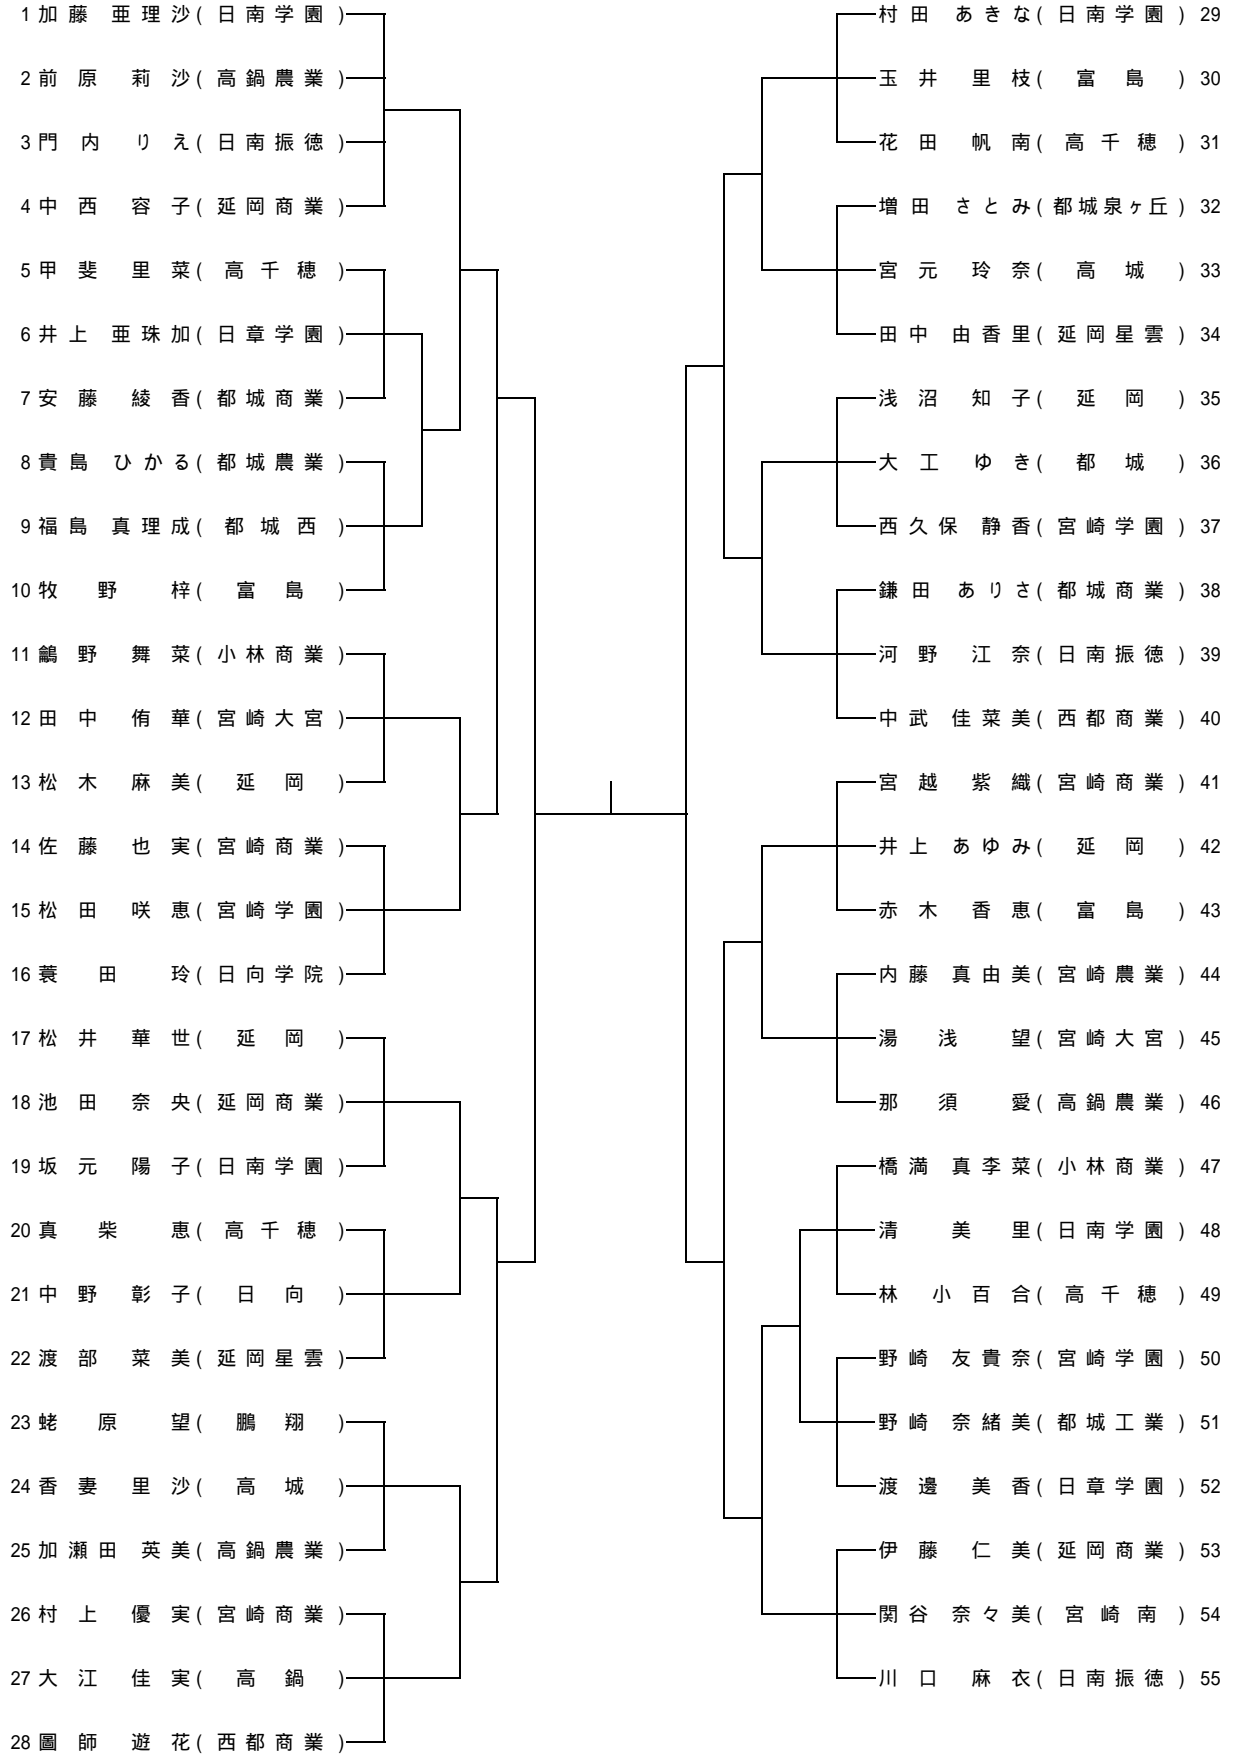 1 加藤 亜理沙(日南学園)
2 前原 莉沙(高鍋農業)
3 門内 りえ(日南振徳)
4 中西 容子(延岡商業)
5 甲斐 里菜(高千穂)
6 井上 亜珠加(日章学園)
7 安藤 綾香(都城商業)
8 貴島 ひかる(都城農業)
9 福島 真理成(都城西)
10 牧野 梓(富島)
11 鶴野 舞菜(小林商業)
12 田中 侑華(宮崎大宮)
13 松木 麻美(延岡)
14 佐藤 也実(宮崎商業)
15 松田 咲恵(宮崎学園)
16 蓑田 玲(日向学院)
17 松井 華世(延岡)
18 池田 奈央(延岡商業)
19 坂元 陽子(日南学園)
20 真柴 恵(高千穂)
21 中野 彰子(日向)
22 渡部 菜美(延岡星雲)
23 蛯原 望(鵬翔)
24 香妻 里沙(高城)
25 加瀬田 英美(高鍋農業)
26 村上 優実(宮崎商業)
27 大江 佳実(高鍋)
28 圖師 遊花(西都商業)
村田 あきな(日南学園) 29
玉井 里枝(富島) 30
花田 帆南(高千穂) 31
増田 さとみ(都城泉ヶ丘) 32
宮元 玲奈(高城) 33
田中 由香里(延岡星雲) 34
浅沼 知子(延岡) 35
大工 ゆき(都城) 36
西久保 静香(宮崎学園) 37
鎌田 ありさ(都城商業) 38
河野 江奈(日南振徳) 39
中武 佳菜美(西都商業) 40
宮越 紫織(宮崎商業) 41
井上 あゆみ(延岡) 42
赤木 香恵(富島) 43
内藤 真由美(宮崎農業) 44
湯浅 望(宮崎大宮) 45
那須 愛(高鍋農業) 46
橋満 真李菜(小林商業) 47
清 美里(日南学園) 48
林 小百合(高千穂) 49
野崎 友貴奈(宮崎学園) 50
野崎 奈緒美(都城工業) 51
渡邊 美香(日章学園) 52
伊藤 仁美(延岡商業) 53
関谷 奈々美(宮崎南) 54
川口 麻衣(日南振徳) 55